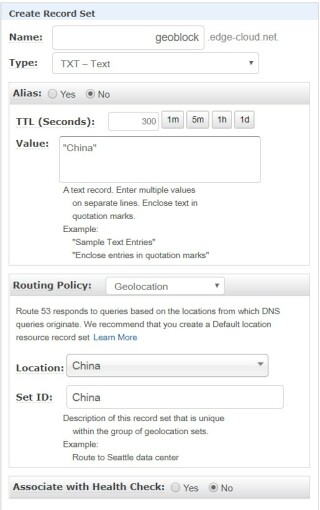 Create Record Set
Name: geoblock .edge-cloud.net.
Type: TXT – Text
Alias: Yes No
TTL (Seconds): 300 1m 5m 1h 1d
Value: "China"
A text record. Enter multiple values
on separate lines. Enclose text in
quotation marks.
Example:
"Sample Text Entries"
"Enclose entries in quotation marks"
Routing Policy: Geolocation
Route 53 responds to queries based on the locations from which DNS
queries originate. We recommend that you create a Default location
resource record set Learn More
Location: China
Set ID: China
Description of this record set that is unique
within the group of geolocation sets.
Example:
Route to Seattle data center
Associate with Health Check: Yes No